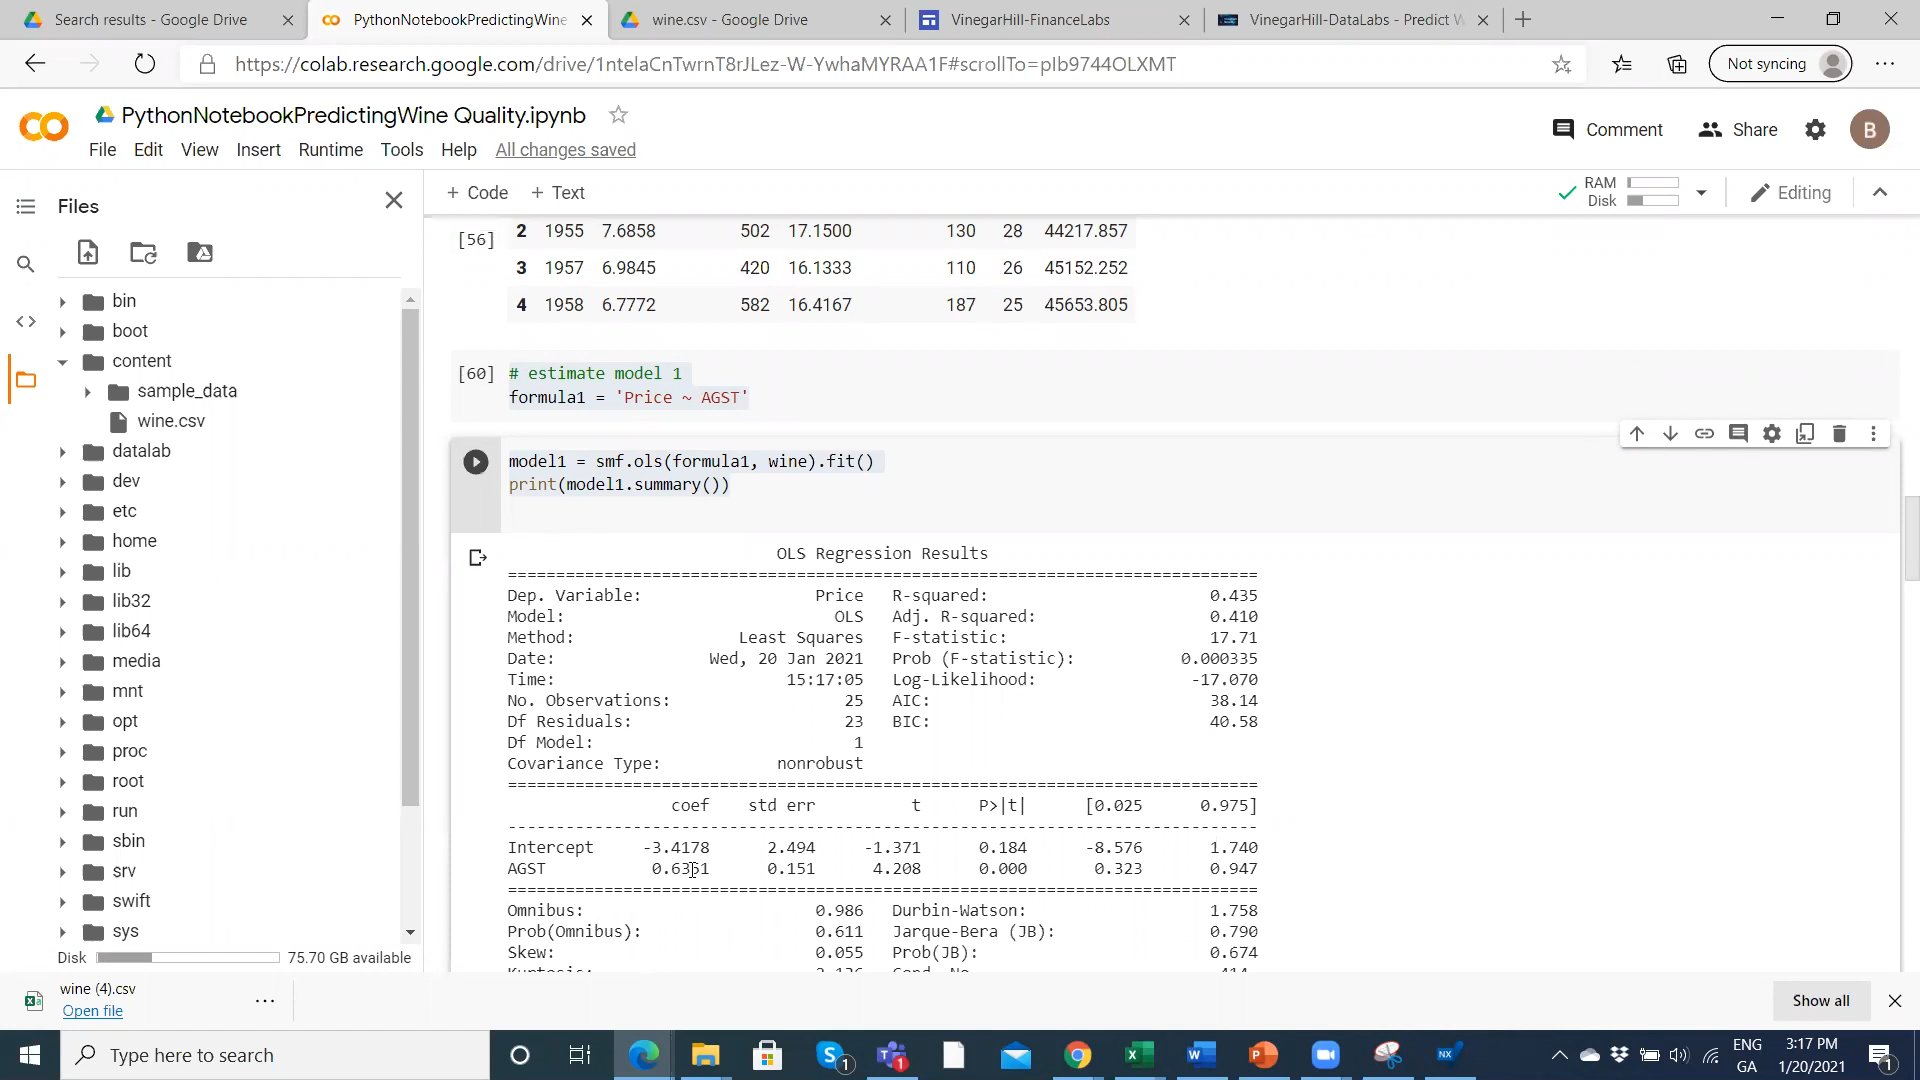 Search results - Google Drive
PythonNotebookPredictingWine
wine.csv - Google Drive
VinegarHill-FinanceLabs
VinegarHill-DataLabs - Predict W
https://colab.research.google.com/drive/1ntelaCnTwrnT8rJLez-W-YwhaMYRAA1F#scrollTo=pIb9744OLXMT
Not syncing
PythonNotebookPredictingWine Quality.ipynb
Comment
Share
B
File Edit View Insert Runtime Tools Help All changes saved
Files
+ Code + Text
RAM
Disk
Editing
bin
boot
content
sample_data
wine.csv
datalab
dev
etc
home
lib
lib32
lib64
media
mnt
opt
proc
root
run
sbin
srv
swift
sys
Disk 75.70 GB available
[56] 2 1955 7.6858 502 17.1500 130 28 44217.857
3 1957 6.9845 420 16.1333 110 26 45152.252
4 1958 6.7772 582 16.4167 187 25 45653.805
[60] # estimate model 1
formula1 = 'Price ~ AGST'
model1 = smf.ols(formula1, wine).fit()
print(model1.summary())
OLS Regression Results
==============================================================================
Dep. Variable: Price R-squared: 0.435
Model: OLS Adj. R-squared: 0.410
Method: Least Squares F-statistic: 17.71
Date: Wed, 20 Jan 2021 Prob (F-statistic): 0.000335
Time: 15:17:05 Log-Likelihood: -17.070
No. Observations: 25 AIC: 38.14
Df Residuals: 23 BIC: 40.58
Df Model: 1
Covariance Type: nonrobust
==============================================================================
coef std err t P>|t| [0.025 0.975]
------------------------------------------------------------------------------
Intercept -3.4178 2.494 -1.371 0.184 -8.576 1.740
AGST 0.6351 0.151 4.208 0.000 0.323 0.947
==============================================================================
Omnibus: 0.986 Durbin-Watson: 1.758
Prob(Omnibus): 0.611 Jarque-Bera (JB): 0.790
Skew: 0.055 Prob(JB): 0.674
wine (4).csv
Open file
Show all
Type here to search
ENG
GA
3:17 PM
1/20/2021